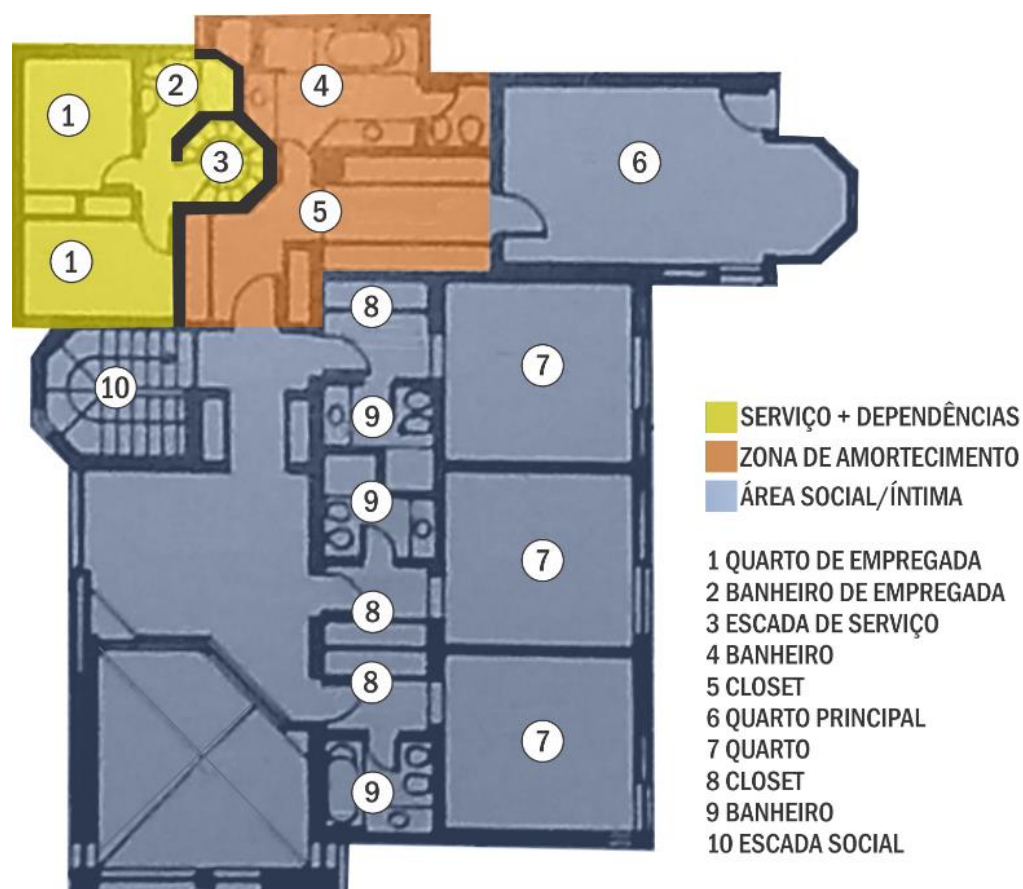 2
4
1
3
6
5
1
8
7
10
9
9
7
8
8
7
9
SERVIÇO + DEPENDÊNCIAS
ZONA DE AMORTECIMENTO
ÁREA SOCIAL/ÍNTIMA
1 QUARTO DE EMPREGADA
2 BANHEIRO DE EMPREGADA
3 ESCADA DE SERVIÇO
4 BANHEIRO
5 CLOSET
6 QUARTO PRINCIPAL
7 QUARTO
8 CLOSET
9 BANHEIRO
10 ESCADA SOCIAL